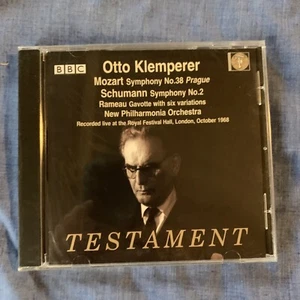 BBC
Otto Klemperer
Mozart Symphony No.38 Prague
Schumann Symphony No.2
Rameau Gavotte with six variations
New Philharmonia Orchestra
Recorded live at the Royal Festival Hall, London, October 1968
TESTAMENT